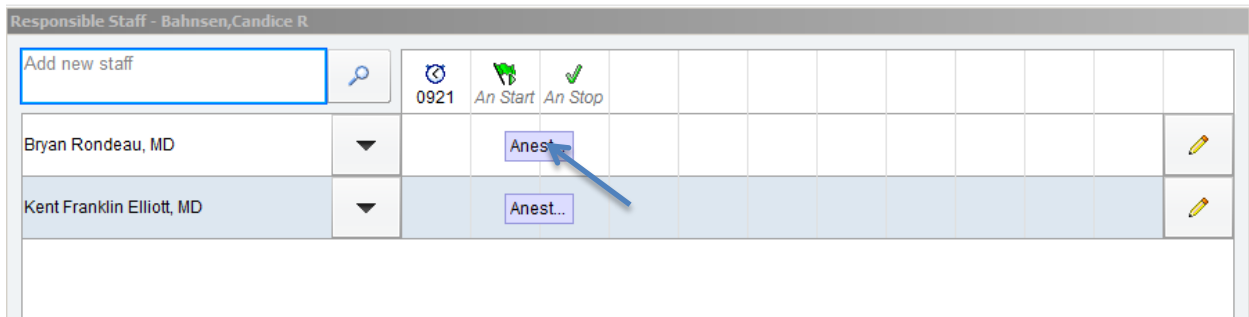 Responsible Staff - Bahnsen,Candice R
Add new staff
0921 An Start An Stop
Bryan Rondeau, MD
Anest...
Kent Franklin Elliott, MD
Anest...